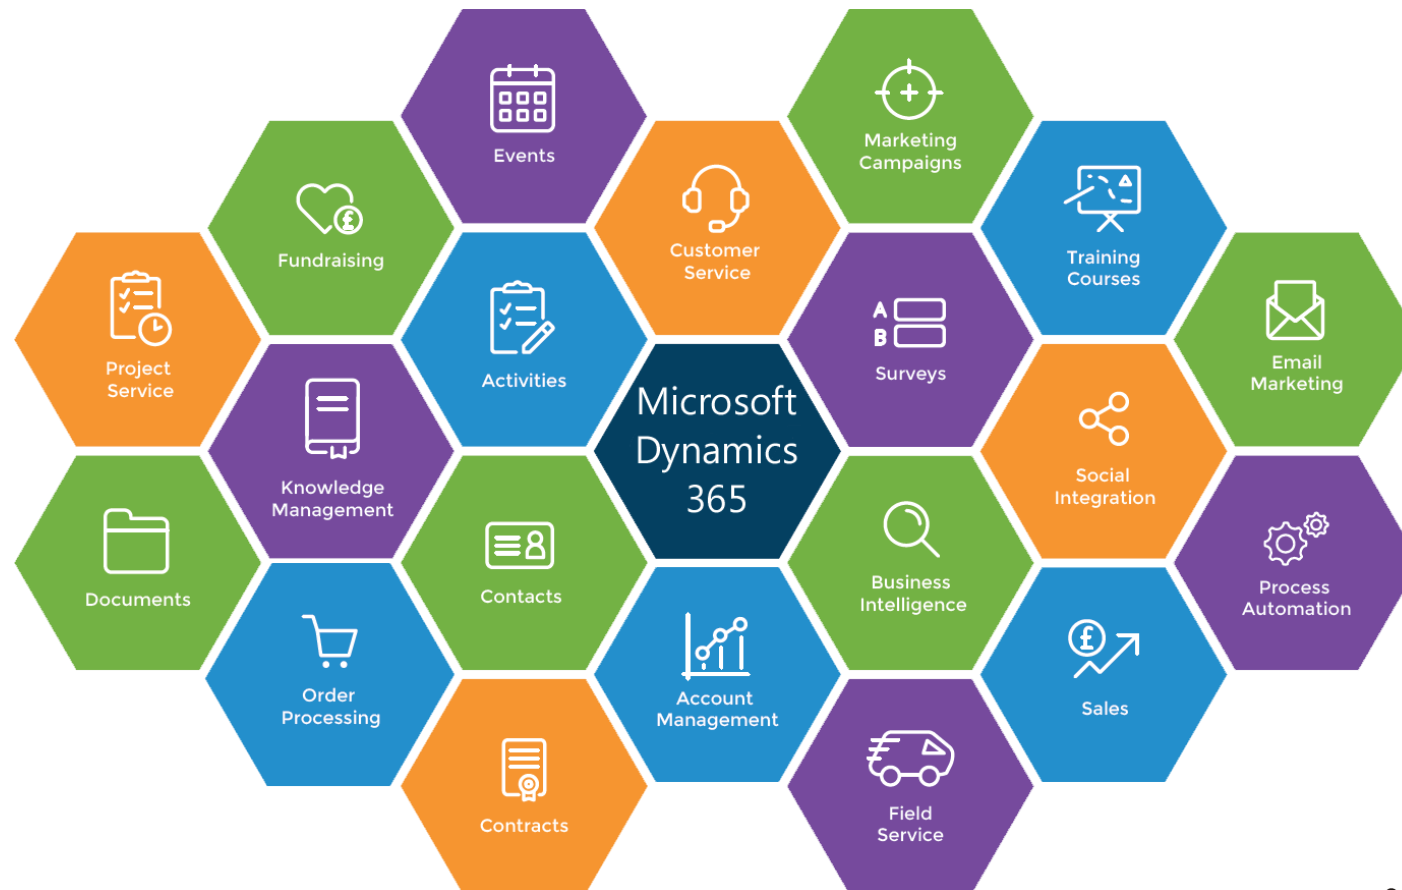 Events
Marketing
Campaigns
Fundraising
Customer
Service
Training
Courses
Project
Service
Activities
A
B
Surveys
Email
Marketing
Knowledge
Management
Microsoft
Dynamics
365
Social
Integration
Documents
Contacts
Business
Intelligence
Process
Automation
Order
Processing
Account
Management
Sales
Contracts
Field
Service
£
£